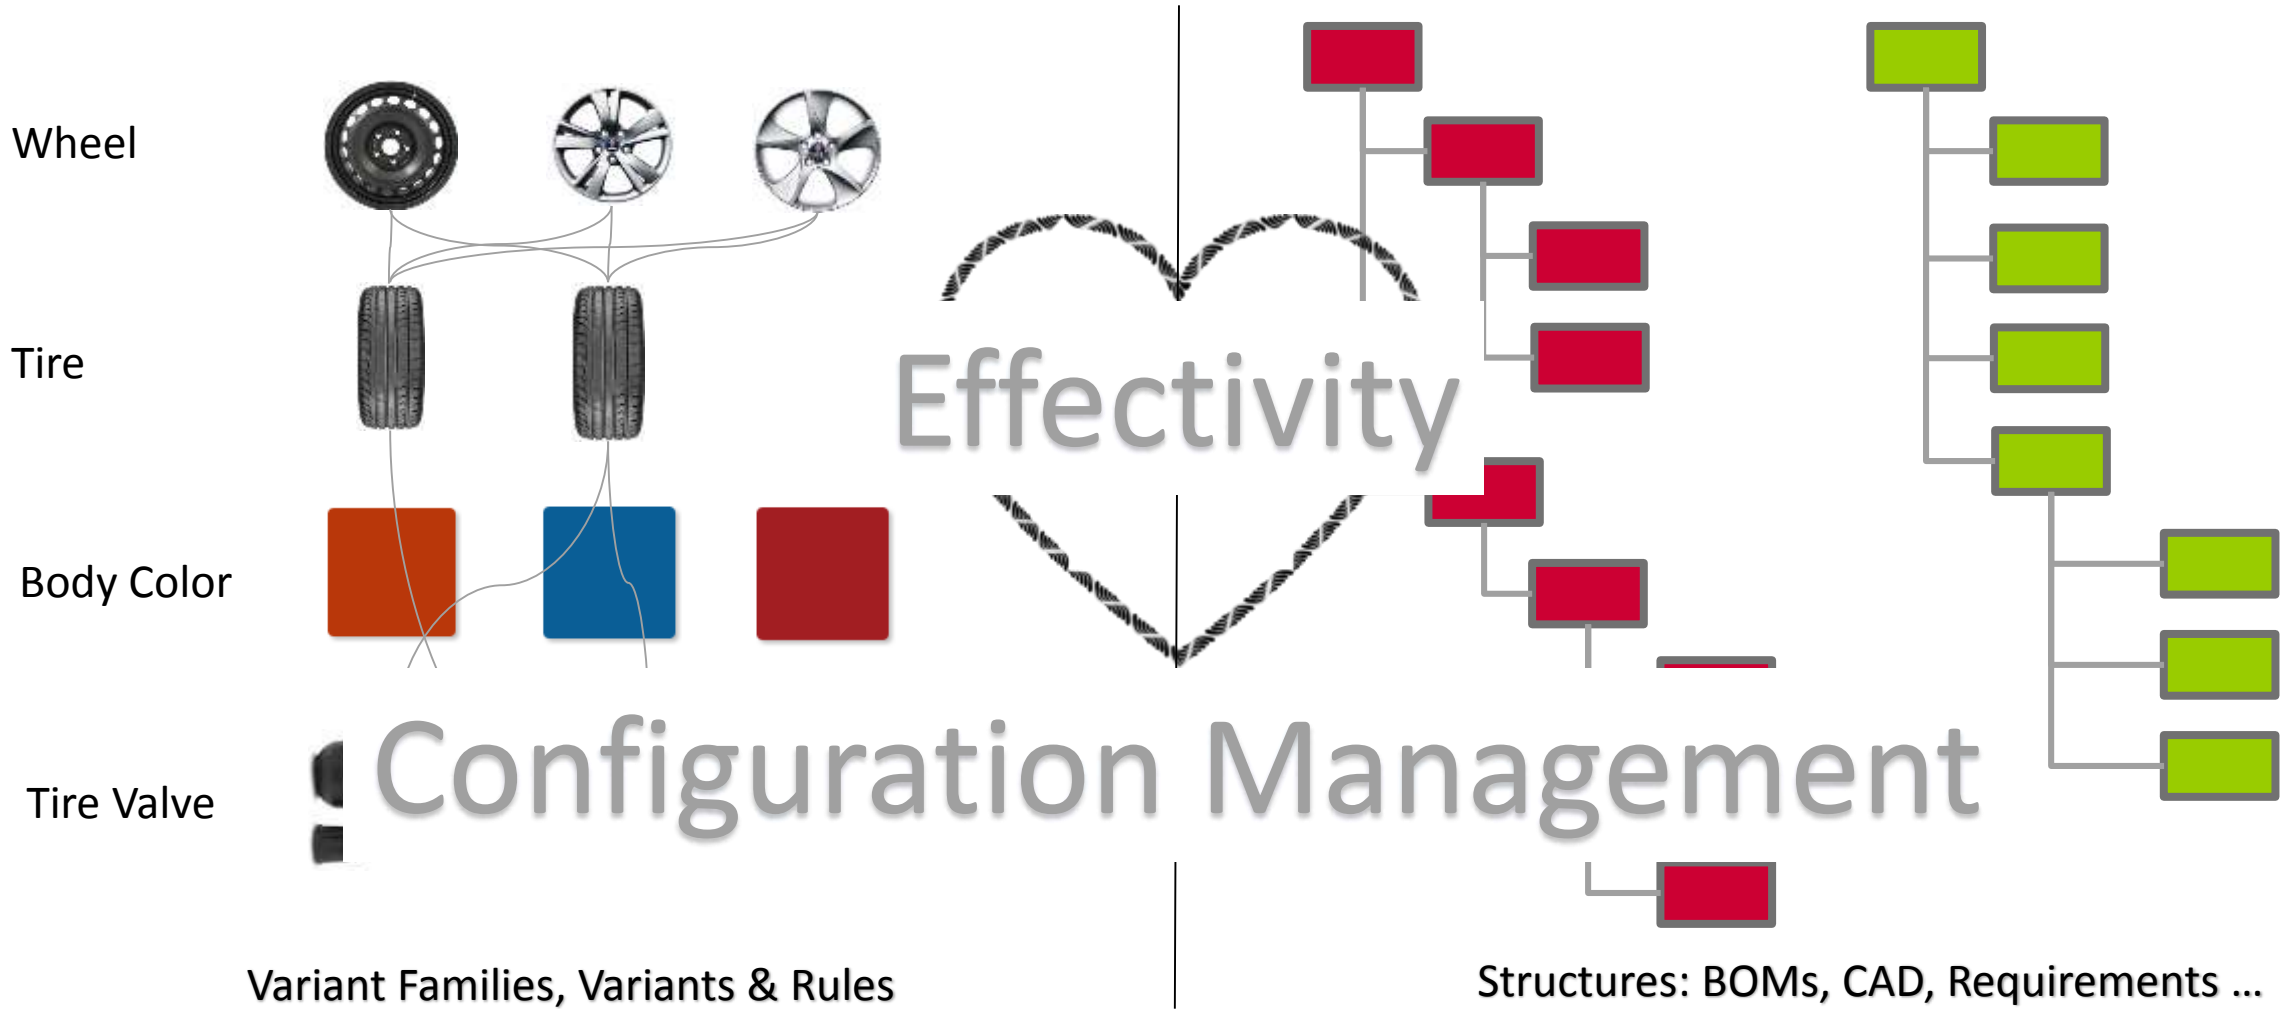 Wheel
Tire
Effectivity
Body Color
Configuration Management
Tire Valve
Variant Families, Variants & Rules
Structures: BOMs, CAD, Requirements ...